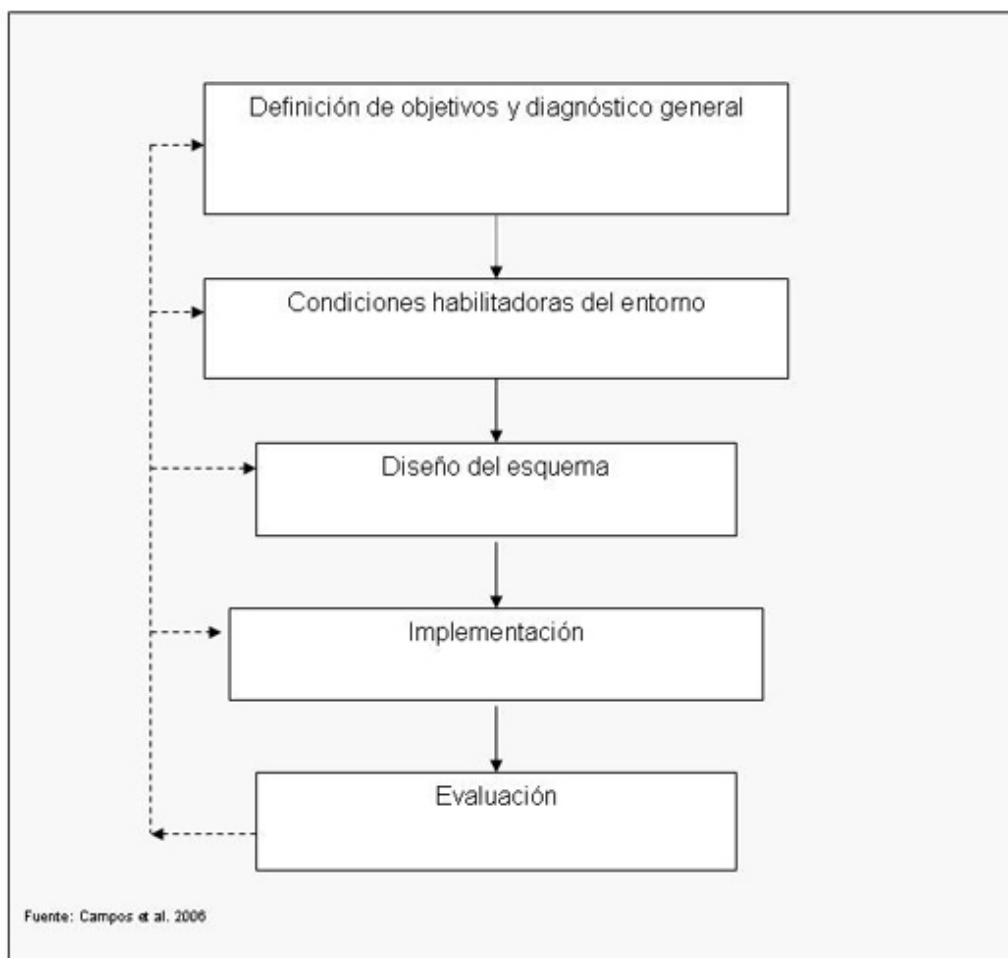 Definición de objetivos y diagnóstico general
Condiciones habilitadoras del entorno
Diseño del esquema
Implementación
Evaluación
Fuente: Campos et al. 2006